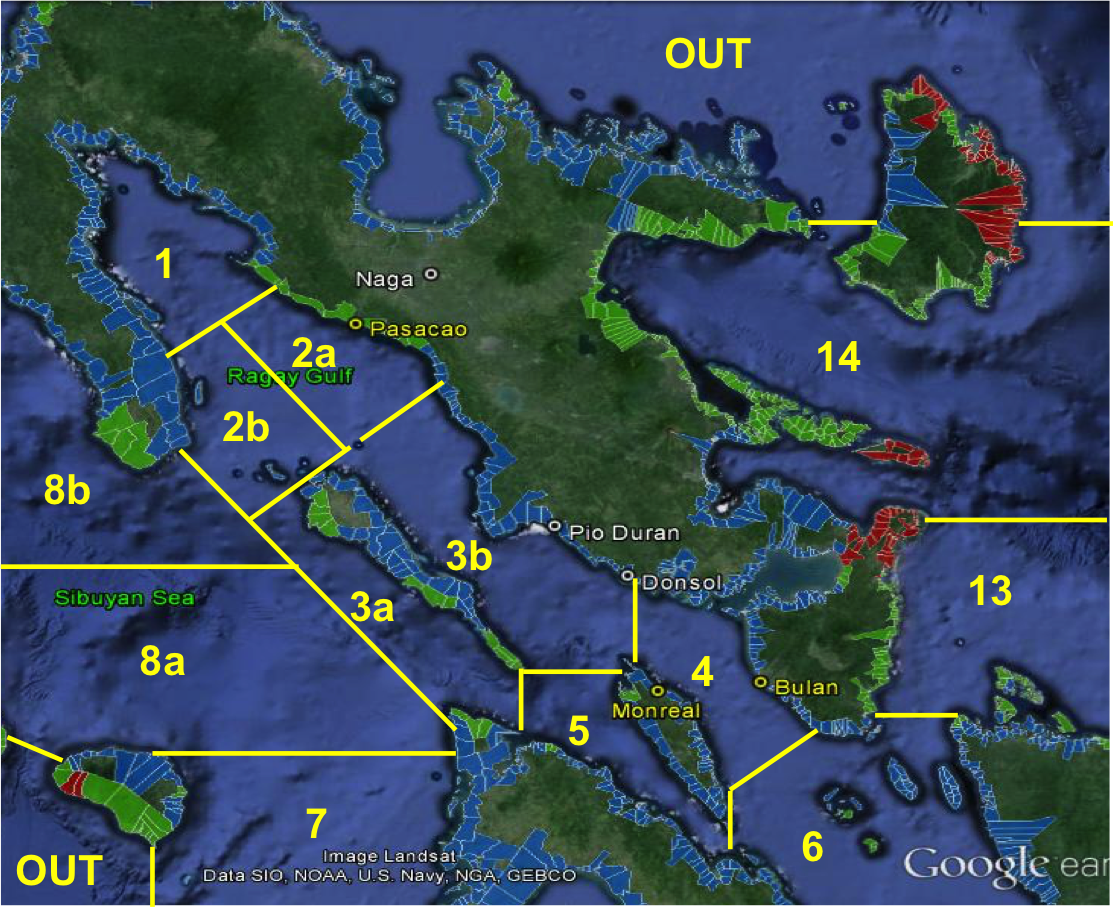 OUT
1
Naga
Pasacao
2a
Ragay Gulf
14
2b
8b
Pio Duran
3b
Donsol
13
Sibuyan Sea
3a
8a
4
Bulan
Monreal
5
7
6
Image Landsat
Google ear
OUT
Data SIO, NOAA, U.S. Navy, NGA, GEBCO